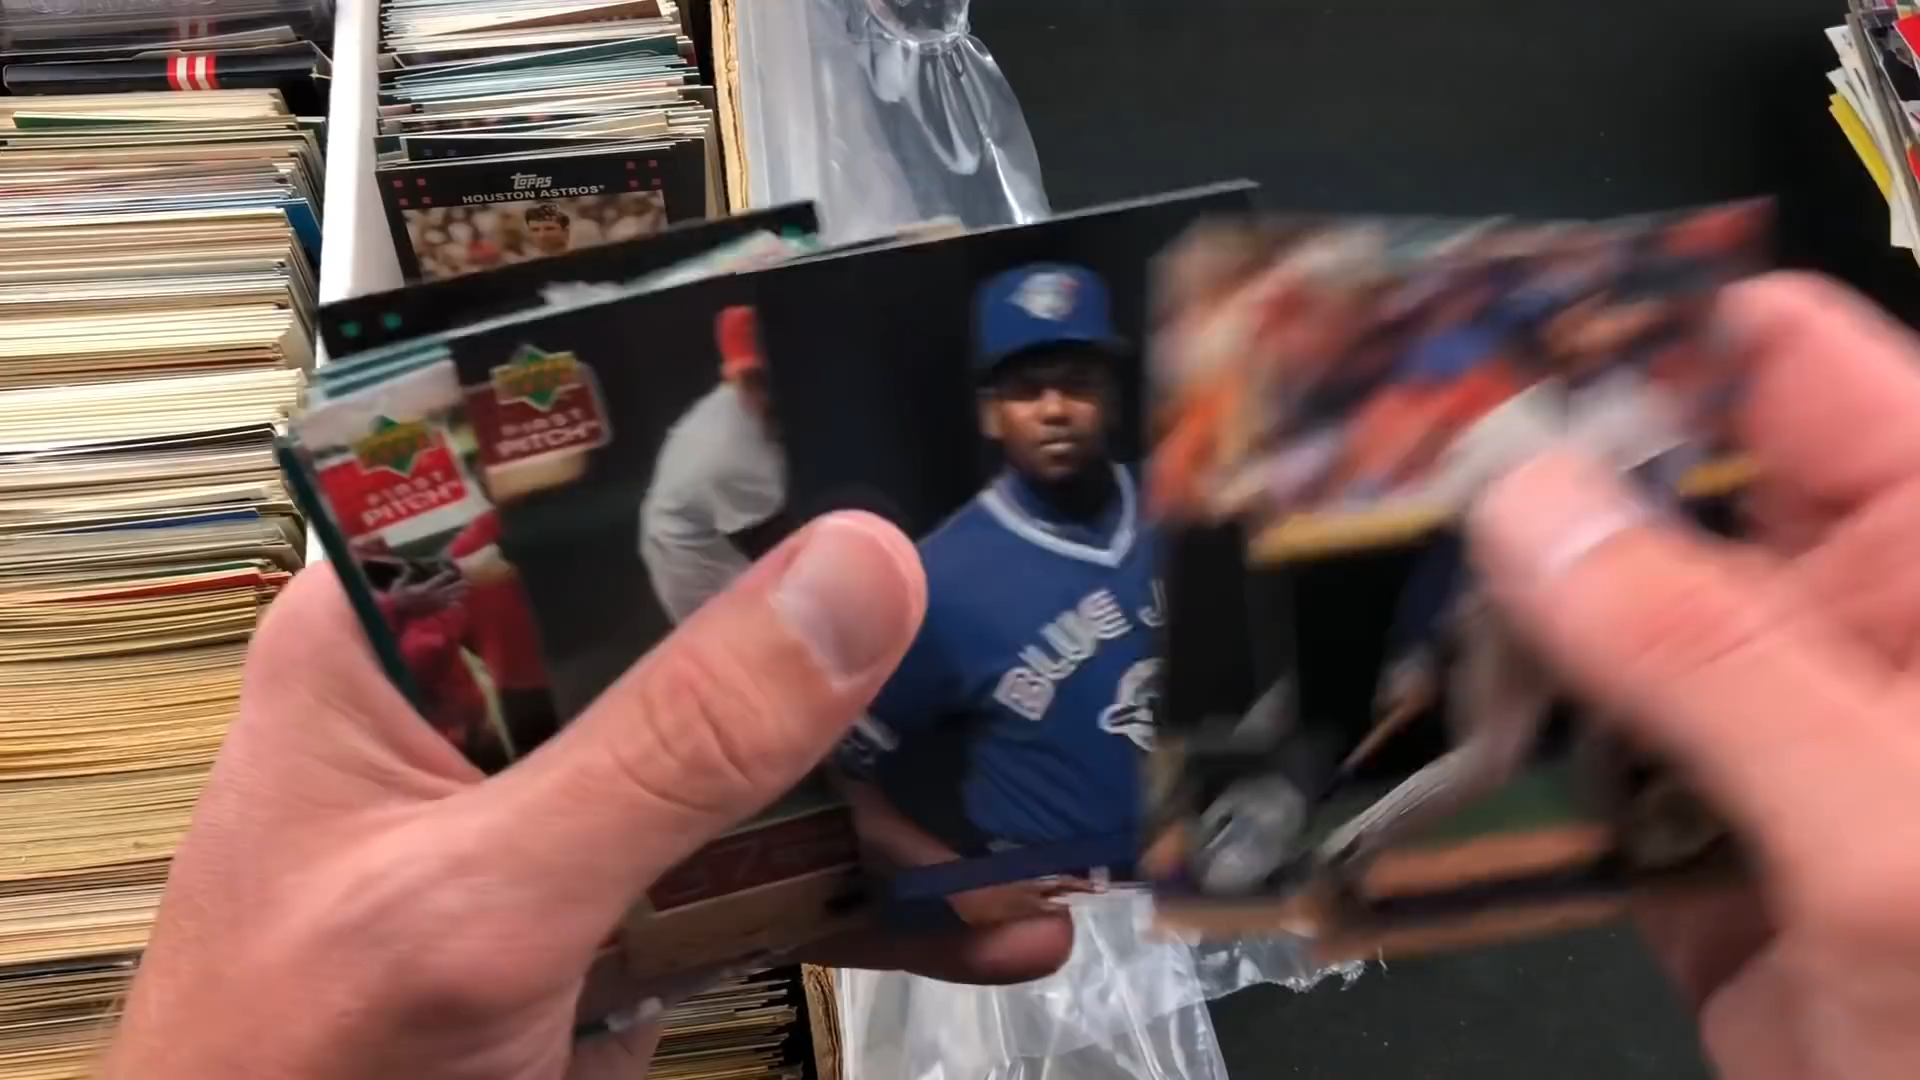 topps
HOUSTON ASTROS
FIRST
PITCH
FIRST
PITCH
BLUE J